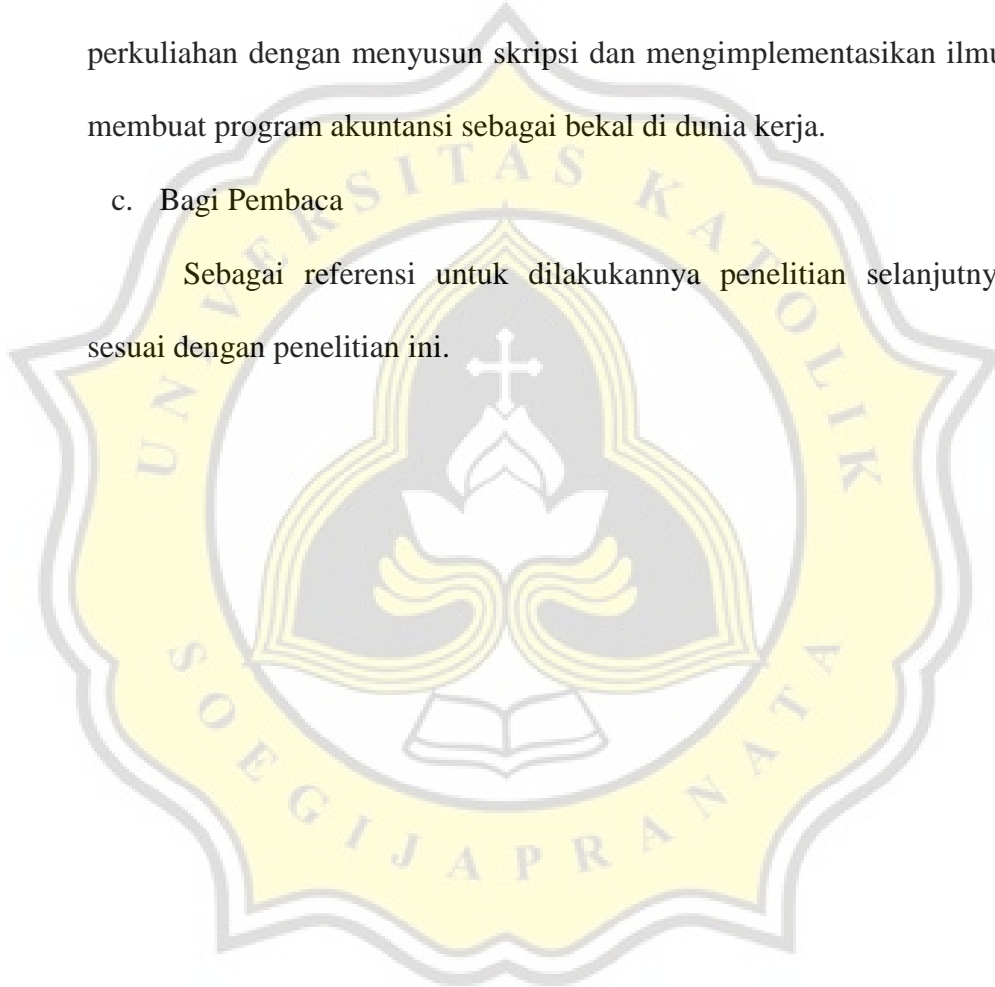 perkuliahan dengan menyusun skripsi dan mengimplementasikan ilmu
membuat program akuntansi sebagai bekal di dunia kerja.
c. Bagi Pembaca
Sebagai referensi untuk dilakukannya penelitian selanjutny
sesuai dengan penelitian ini.
UNIVERSITAS KATOLIK
SOEGIJAPRANATA